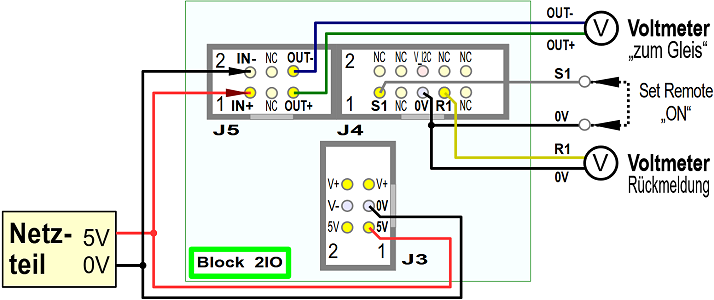 OUT-
OUT+
Voltmeter
„zum Gleis“
2 IN- NC OUT-
1 IN+ NC OUT+
J5
2 NC NC V_I2C NC NC
1 S1 NC 0V R1 NC
J4
S1
0V
Set Remote
„ON“
R1
0V
Voltmeter
Rückmeldung
V
V
V+ V+
V- 0V
5V 5V
2 1
J3
Netz-
teil
5V
0V
Block 2IO